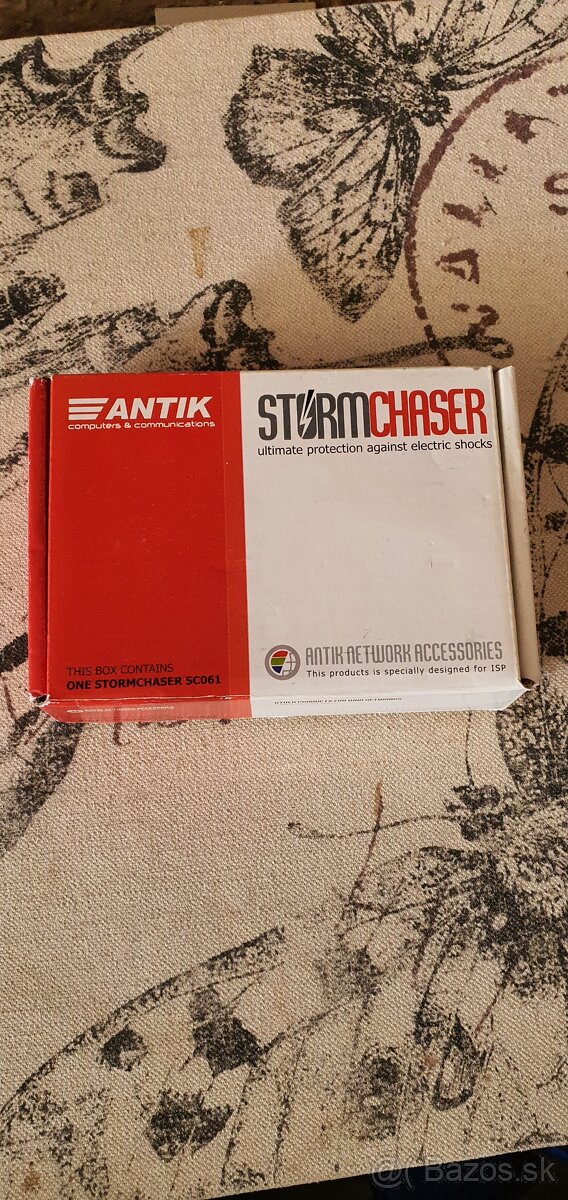 ANTIK
computers & communications
STORMCHASER
ultimate protection against electric shocks
THIS BOX CONTAINS
ONE STORMCHASER SC061
ANTIK NETWORK ACCESSORIES
This products is specially designed for ISP
@( Bazos.sk